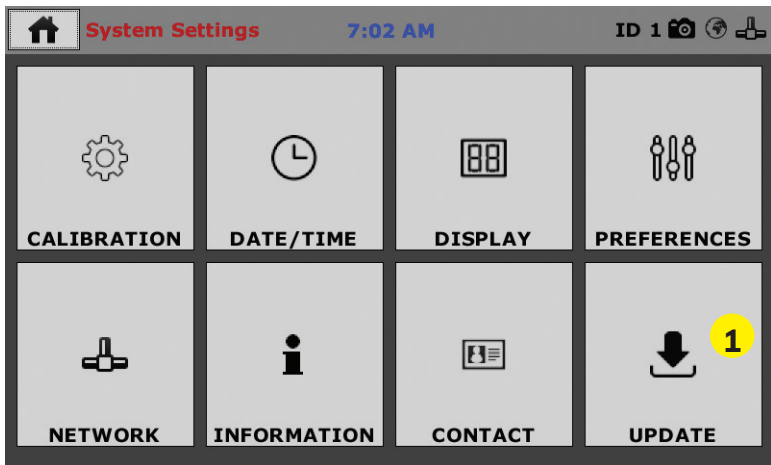 System Settings 7:02 AM ID 1
CALIBRATION DATE/TIME DISPLAY PREFERENCES
88
1
NETWORK INFORMATION CONTACT UPDATE